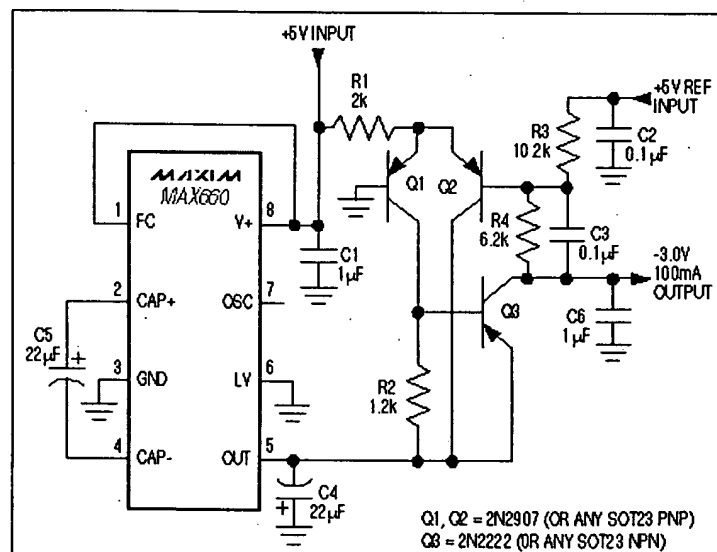 +5V INPUT
R1
2k
+5V REF
INPUT
R3
10.2k
C2
0.1µF
MAXIM
MAX660
1
FC
V+
8
Q1
Q2
R4
6.2k
C3
0.1µF
C1
1µF
-3.0V
100mA
OUTPUT
2
CAP+
OSC
7
Q3
C6
1µF
C5
22µF
+
3
GND
LV
6
R2
1.2k
4
CAP-
OUT
5
C4
22µF
+
Q1, Q2 = 2N2907 (OR ANY SOT23 PNP)
Q3 = 2N2222 (OR ANY SOT23 NPN)